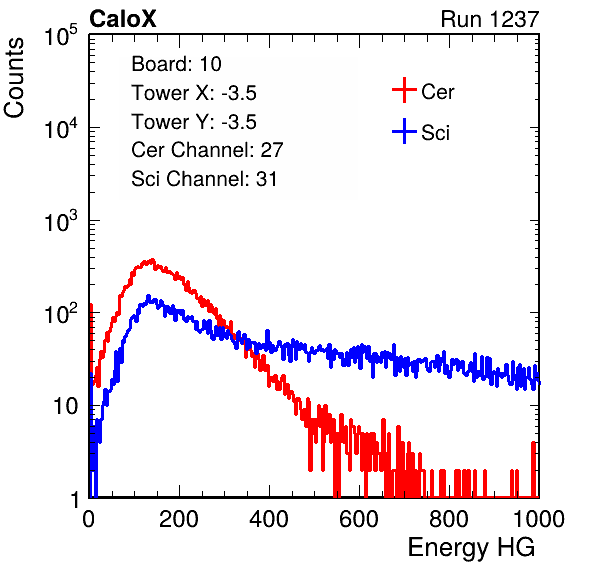 CaloX Run 1237
Counts
Board: 10
Tower X: -3.5
Tower Y: -3.5
Cer Channel: 27
Sci Channel: 31
Cer
Sci
10^5
10^4
10^3
10^2
10
1
0 200 400 600 800 1000
Energy HG